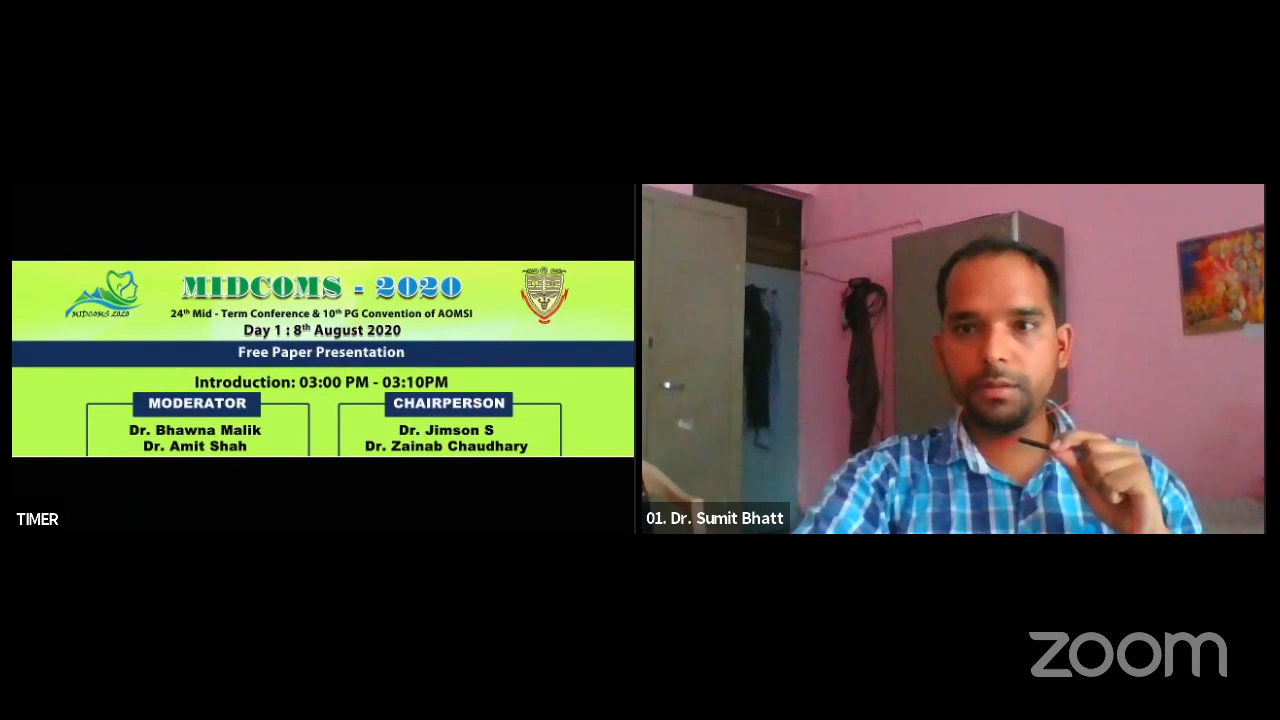 MIDCOMS 2020
MIDCOMS - 2020
24th Mid - Term Conference & 10th PG Convention of AOMSI
Day 1 : 8th August 2020
Free Paper Presentation
Introduction: 03:00 PM - 03:10PM
MODERATOR
Dr. Bhawna Malik
Dr. Amit Shah
CHAIRPERSON
Dr. Jimson S
Dr. Zainab Chaudhary
TIMER
01. Dr. Sumit Bhatt
zoom